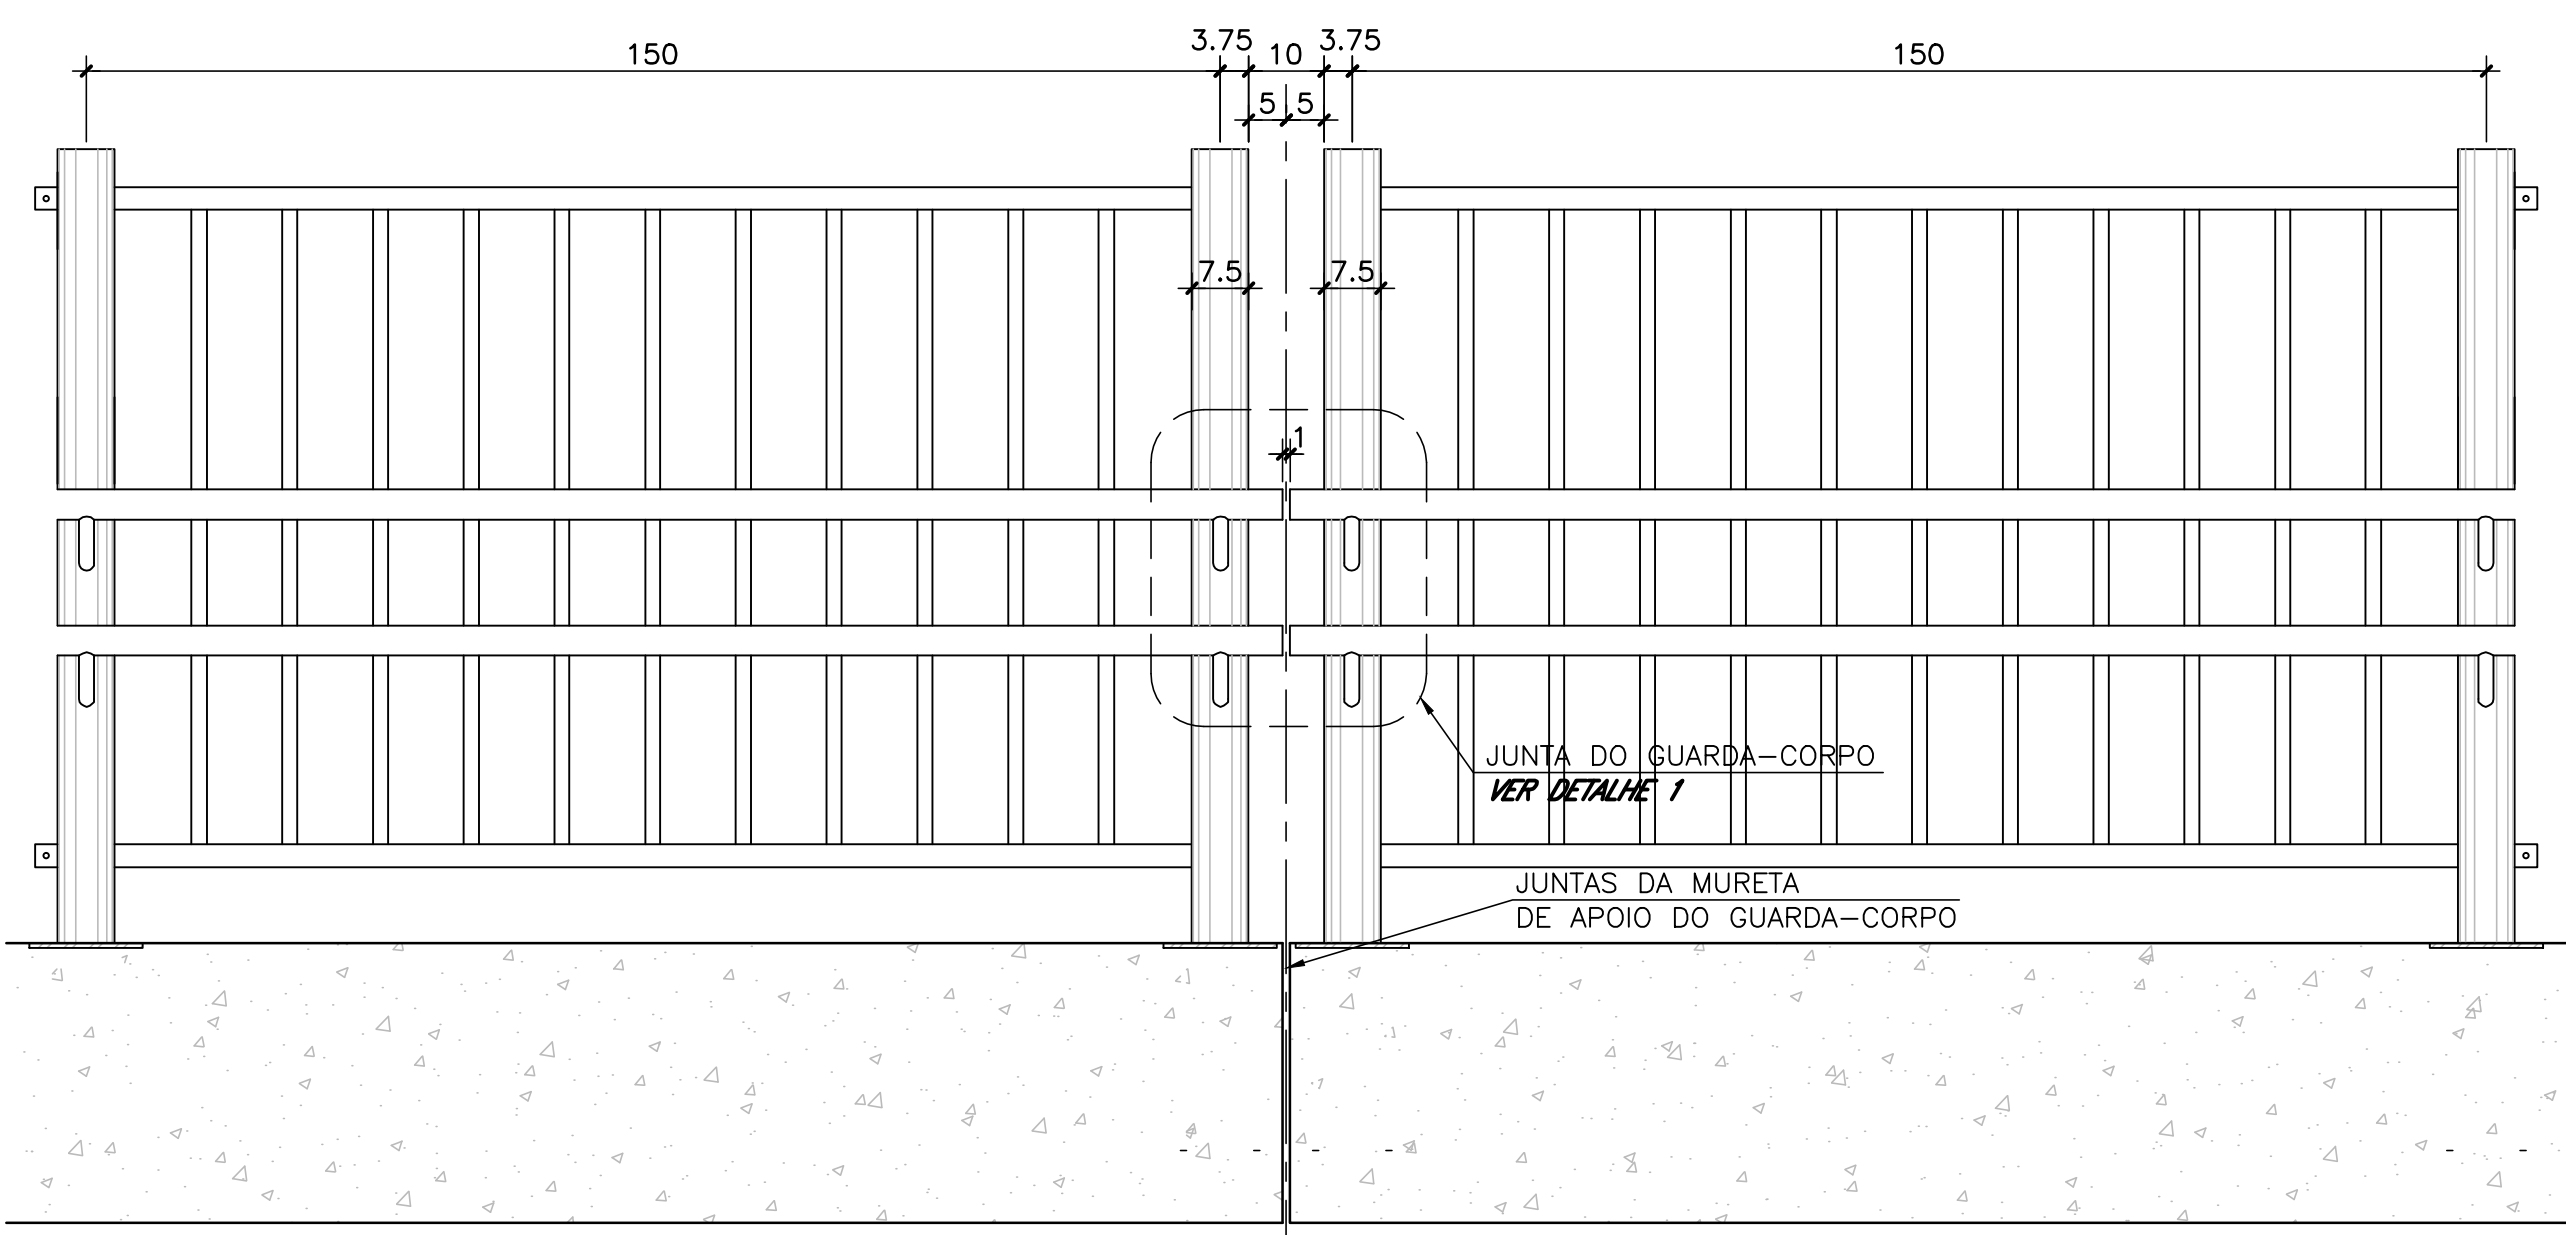 150
3.75
10
3.75
150
5
5
7.5
7.5
1
JUNTA DO GUARDA-CORPO
VER DETALHE 1
JUNTAS DA MURETA
DE APOIO DO GUARDA-CORPO